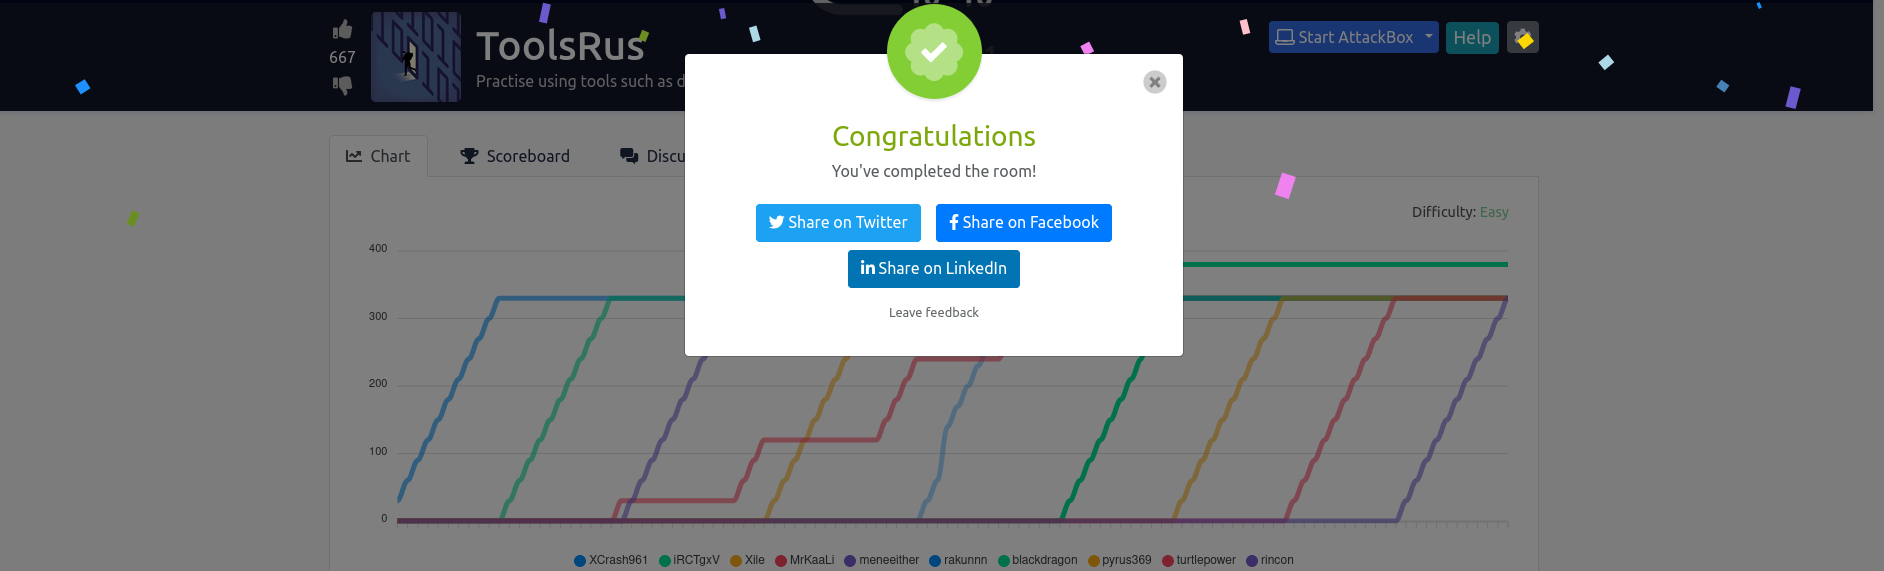 667
ToolsRus
Practise using tools such as d
Start AttackBox
Help
Congratulations
You've completed the room!
Share on Twitter
Share on Facebook
Share on LinkedIn
Leave feedback
Chart
Scoreboard
Discu
Difficulty: Easy
400
300
200
100
0
XCrash961 iRCTgxV Xile MrKaaLi meneeither rakunnn blackdragon pyrus369 turtlepower rincon